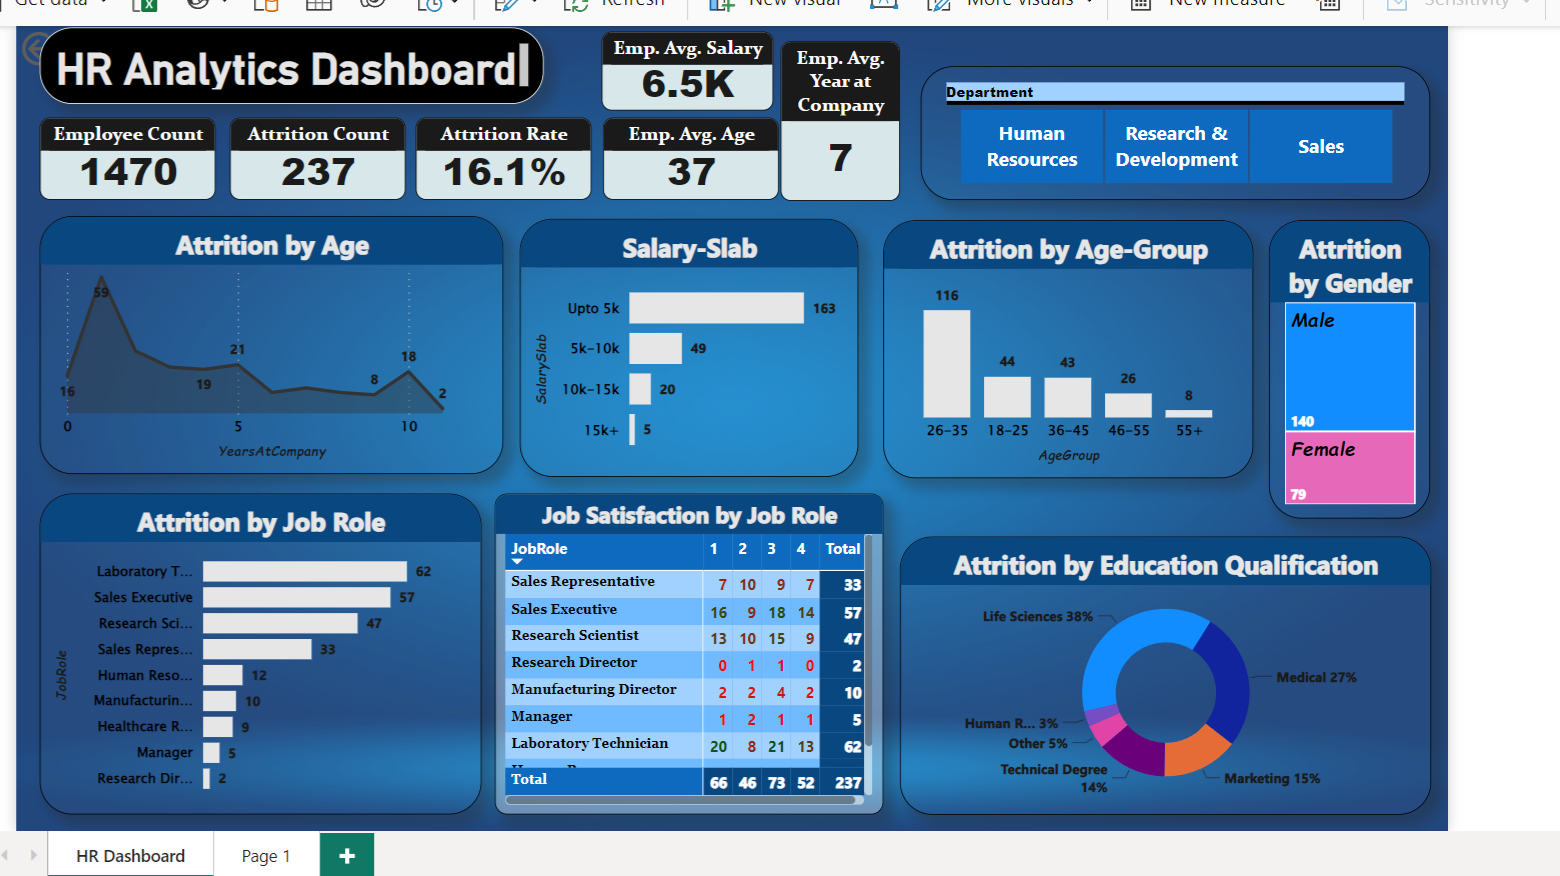 Get data
Refresh
New visual
More visuals
New measure
Sensitivity
HR Analytics Dashboard
Emp. Avg. Salary
6.5K
Emp. Avg.
Year at
Company
7
Department
Human
Resources
Research &
Development
Sales
Employee Count
1470
Attrition Count
237
Attrition Rate
16.1%
Emp. Avg. Age
37
Attrition by Age
59
16
19
21
8
18
2
0 5 10
YearsAtCompany
Salary-Slab
SalarySlab
Upto 5k 163
5k-10k 49
10k-15k 20
15k+ 5
Attrition by Age-Group
116 44 43 26 8
26-35 18-25 36-45 46-55 55+
AgeGroup
Attrition
by Gender
Male
140
Female
79
Attrition by Job Role
JobRole
Laboratory T... 62
Sales Executive 57
Research Sci... 47
Sales Repres... 33
Human Reso... 12
Manufacturin... 10
Healthcare R... 9
Manager 5
Research Dir... 2
Job Satisfaction by Job Role
JobRole 1 2 3 4 Total
Sales Representative 7 10 9 7 33
Sales Executive 16 9 18 14 57
Research Scientist 13 10 15 9 47
Research Director 0 1 1 0 2
Manufacturing Director 2 2 4 2 10
Manager 1 2 1 1 5
Laboratory Technician 20 8 21 13 62
Total 66 46 73 52 237
Attrition by Education Qualification
Life Sciences 38%
Medical 27%
Human R... 3%
Other 5%
Technical Degree
14%
Marketing 15%
HR Dashboard
Page 1